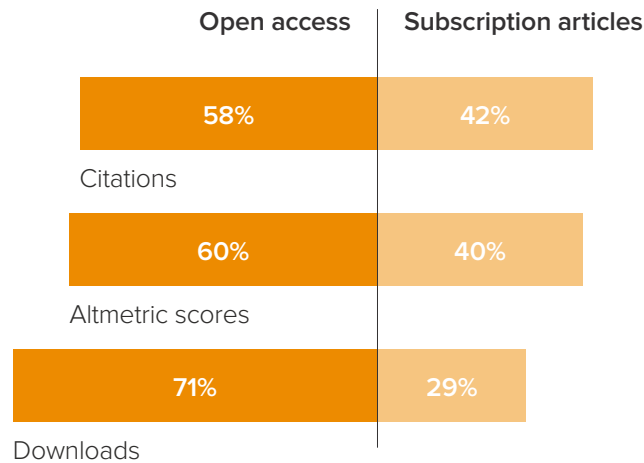 Open access Subscription articles
58% 42%
Citations
60% 40%
Altmetric scores
71% 29%
Downloads